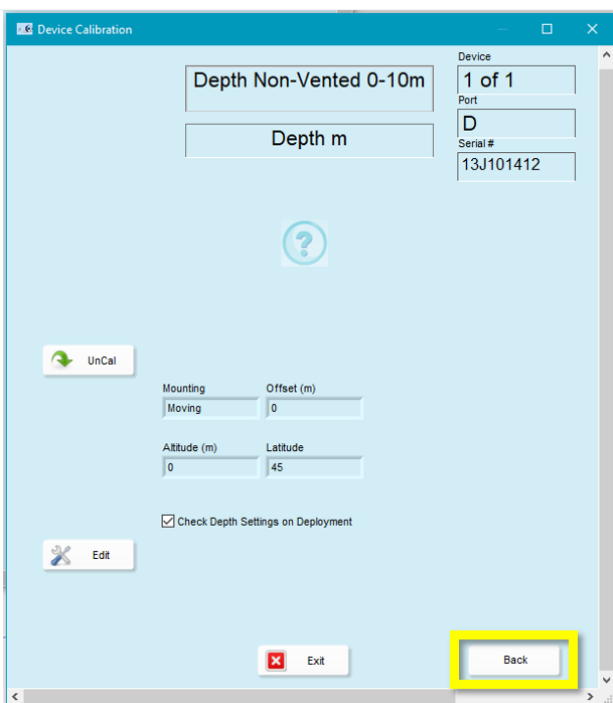 Device Calibration
Device
Depth Non-Vented 0-10m
1 of 1
Port
Depth m
D
Serial #
13J101412
?
UnCal
Mounting
Offset (m)
Moving
0
Altitude (m)
Latitude
0
45
Check Depth Settings on Deployment
Edit
Exit
Back